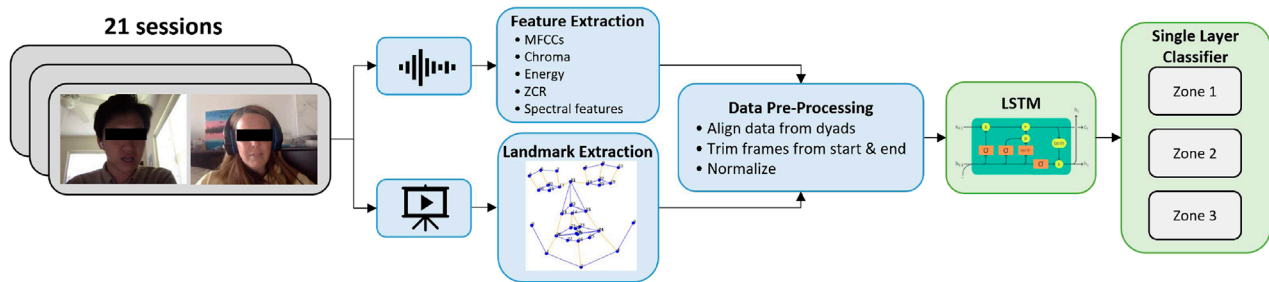 21 sessions
Feature Extraction
• MFCCs
• Chroma
• Energy
• ZCR
• Spectral features
Landmark Extraction
Data Pre-Processing
• Align data from dyads
• Trim frames from start & end
• Normalize
LSTM
Single Layer
Classifier
Zone 1
Zone 2
Zone 3